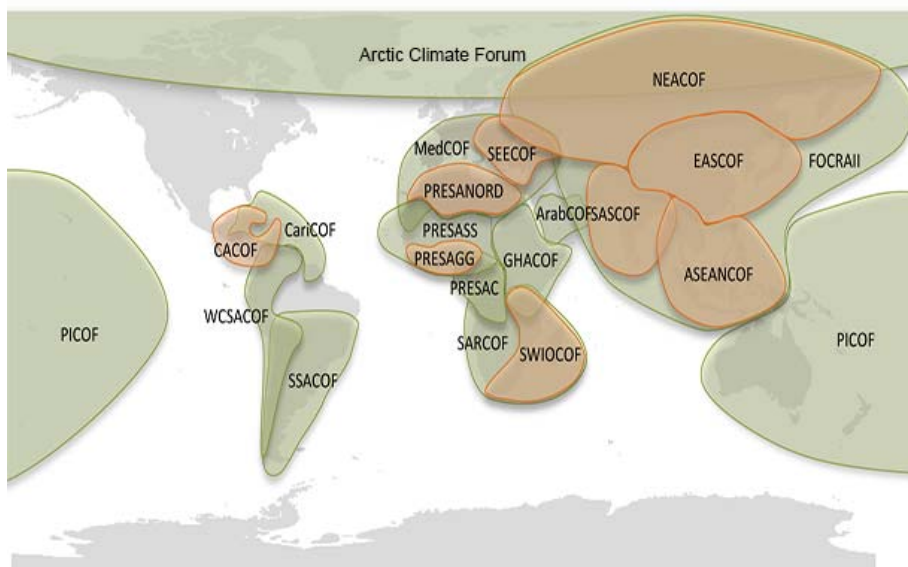 Arctic Climate Forum
NEACOF
MedCOF
SEECOF
EASCOF
FOCRAII
PRESANORD
ArabCOF
SASCOF
CariCOF
PRESASS
CACOF
PRESAGG
GHACOF
ASEANCOF
PRESAC
WCSACOF
PICOF
SARCOF
SWIOCOF
PICOF
SSACOF